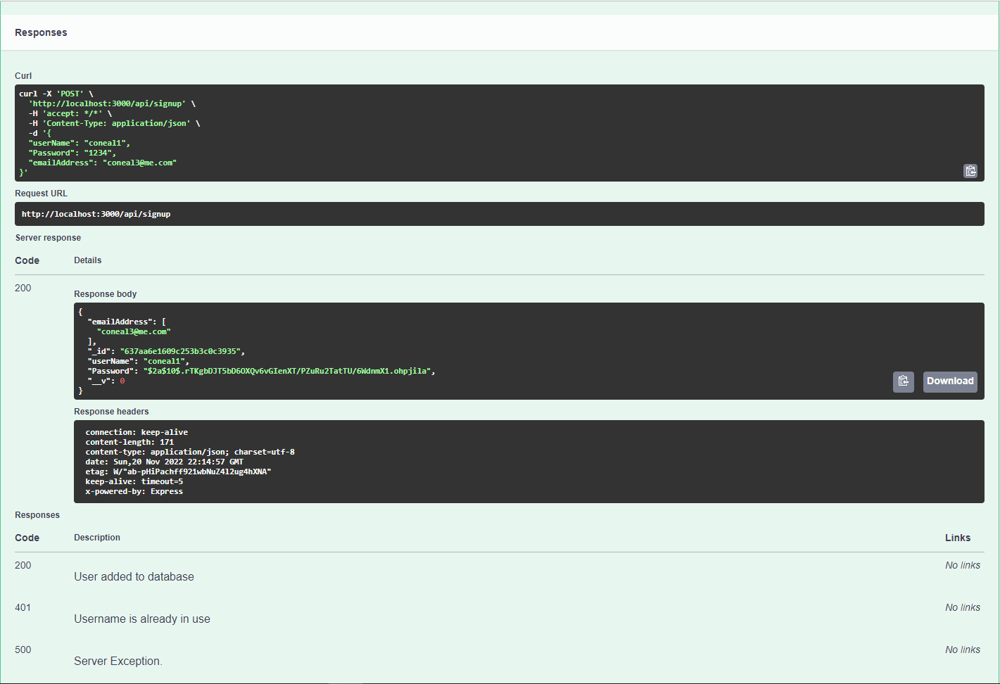 Responses
Curl
curl -X 'POST' \
'http://localhost:3000/api/signup' \
-H 'accept: */*' \
-H 'Content-Type: application/json' \
-d '{
"userName": "coneal1",
"Password": "1234",
"emailAddress": "coneal3@me.com"
}'
Request URL
http://localhost:3000/api/signup
Server response
Code Details
200
Response body
{
"emailAddress": [
"coneal3@me.com"
],
"_id": "637aa6e1609c253b3c0c3935",
"userName": "coneal1",
"Password": "$2a$10$.rTKgbDJT5bD6OXQv6vGIenXT/PZuRu2TatTU/6WdnmX1.ohpjila",
"__v": 0
}
Download
Response headers
connection: keep-alive
content-length: 171
content-type: application/json; charset=utf-8
date: Sun,20 Nov 2022 22:14:57 GMT
etag: W/"ab-pHiPachff921wbNuZ4l2ug4hXNA"
keep-alive: timeout=5
x-powered-by: Express
Responses
Code Description Links
200 No links
User added to database
401 No links
Username is already in use
500 No links
Server Exception.